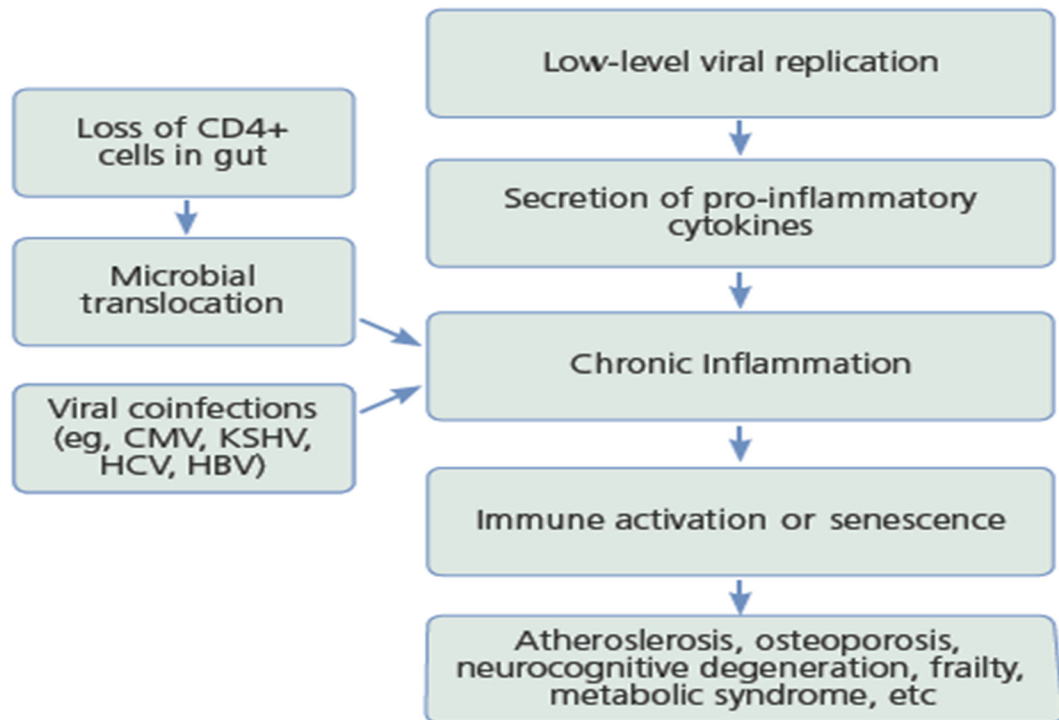 Low-level viral replication
Loss of CD4+
cells in gut
Secretion of pro-inflammatory
cytokines
Microbial
translocation
Chronic Inflammation
Viral coinfections
(eg, CMV, KSHV,
HCV, HBV)
Immune activation or senescence
Atheroslerosis, osteoporosis,
neurocognitive degeneration, frailty,
metabolic syndrome, etc